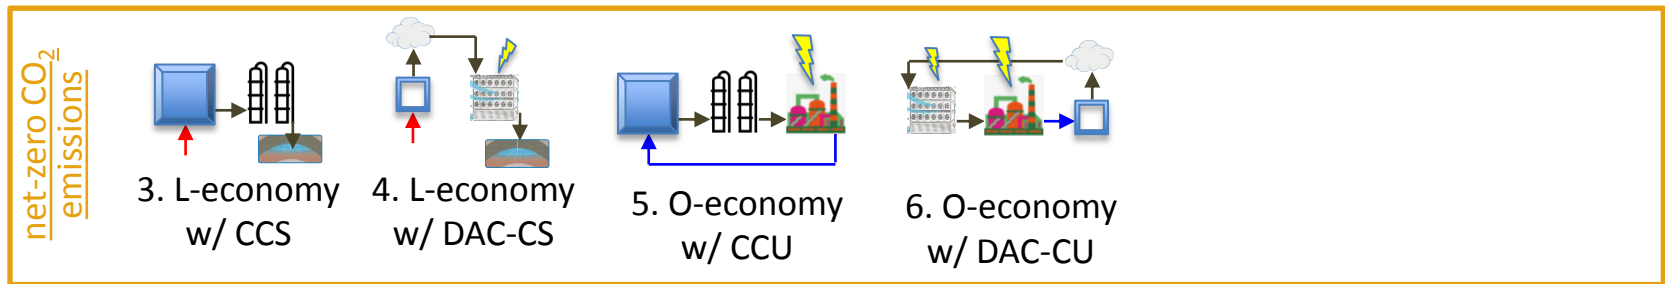 net-zero CO2
emissions
3. L-economy
w/ CCS
4. L-economy
w/ DAC-CS
5. O-economy
w/ CCU
6. O-economy
w/ DAC-CU